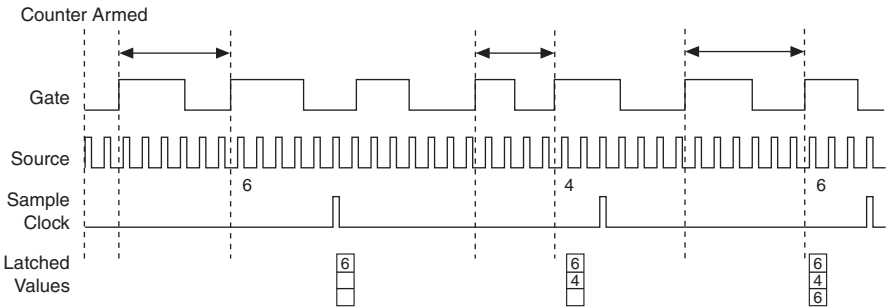 Counter Armed
Gate
Source
6 4 6
Sample
Clock
Latched
Values
6 6 6
4 4
6